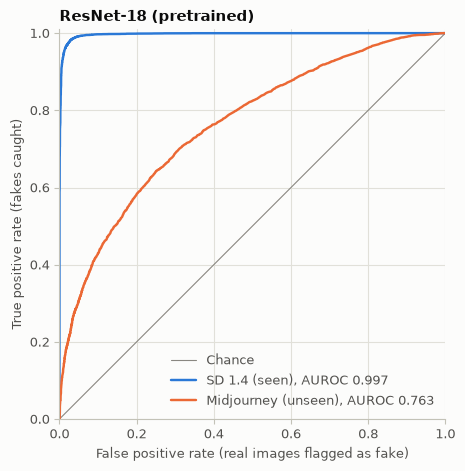 ResNet-18 (pretrained)
1.0
0.8
0.6
0.4
0.2
0.0
True positive rate (fakes caught)
Chance
SD 1.4 (seen), AUROC 0.997
Midjourney (unseen), AUROC 0.763
0.0 0.2 0.4 0.6 0.8 1.0
False positive rate (real images flagged as fake)